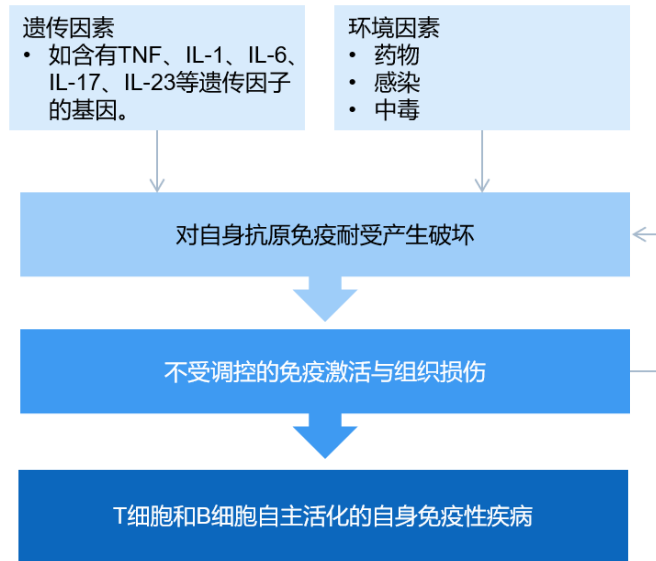 遗传因素
• 如含有TNF、IL-1、IL-6、
IL-17、IL-23等遗传因子
的基因。
环境因素
• 药物
• 感染
• 中毒
对自身抗原免疫耐受产生破坏
不受调控的免疫激活与组织损伤
T细胞和B细胞自主活化的自身免疫性疾病